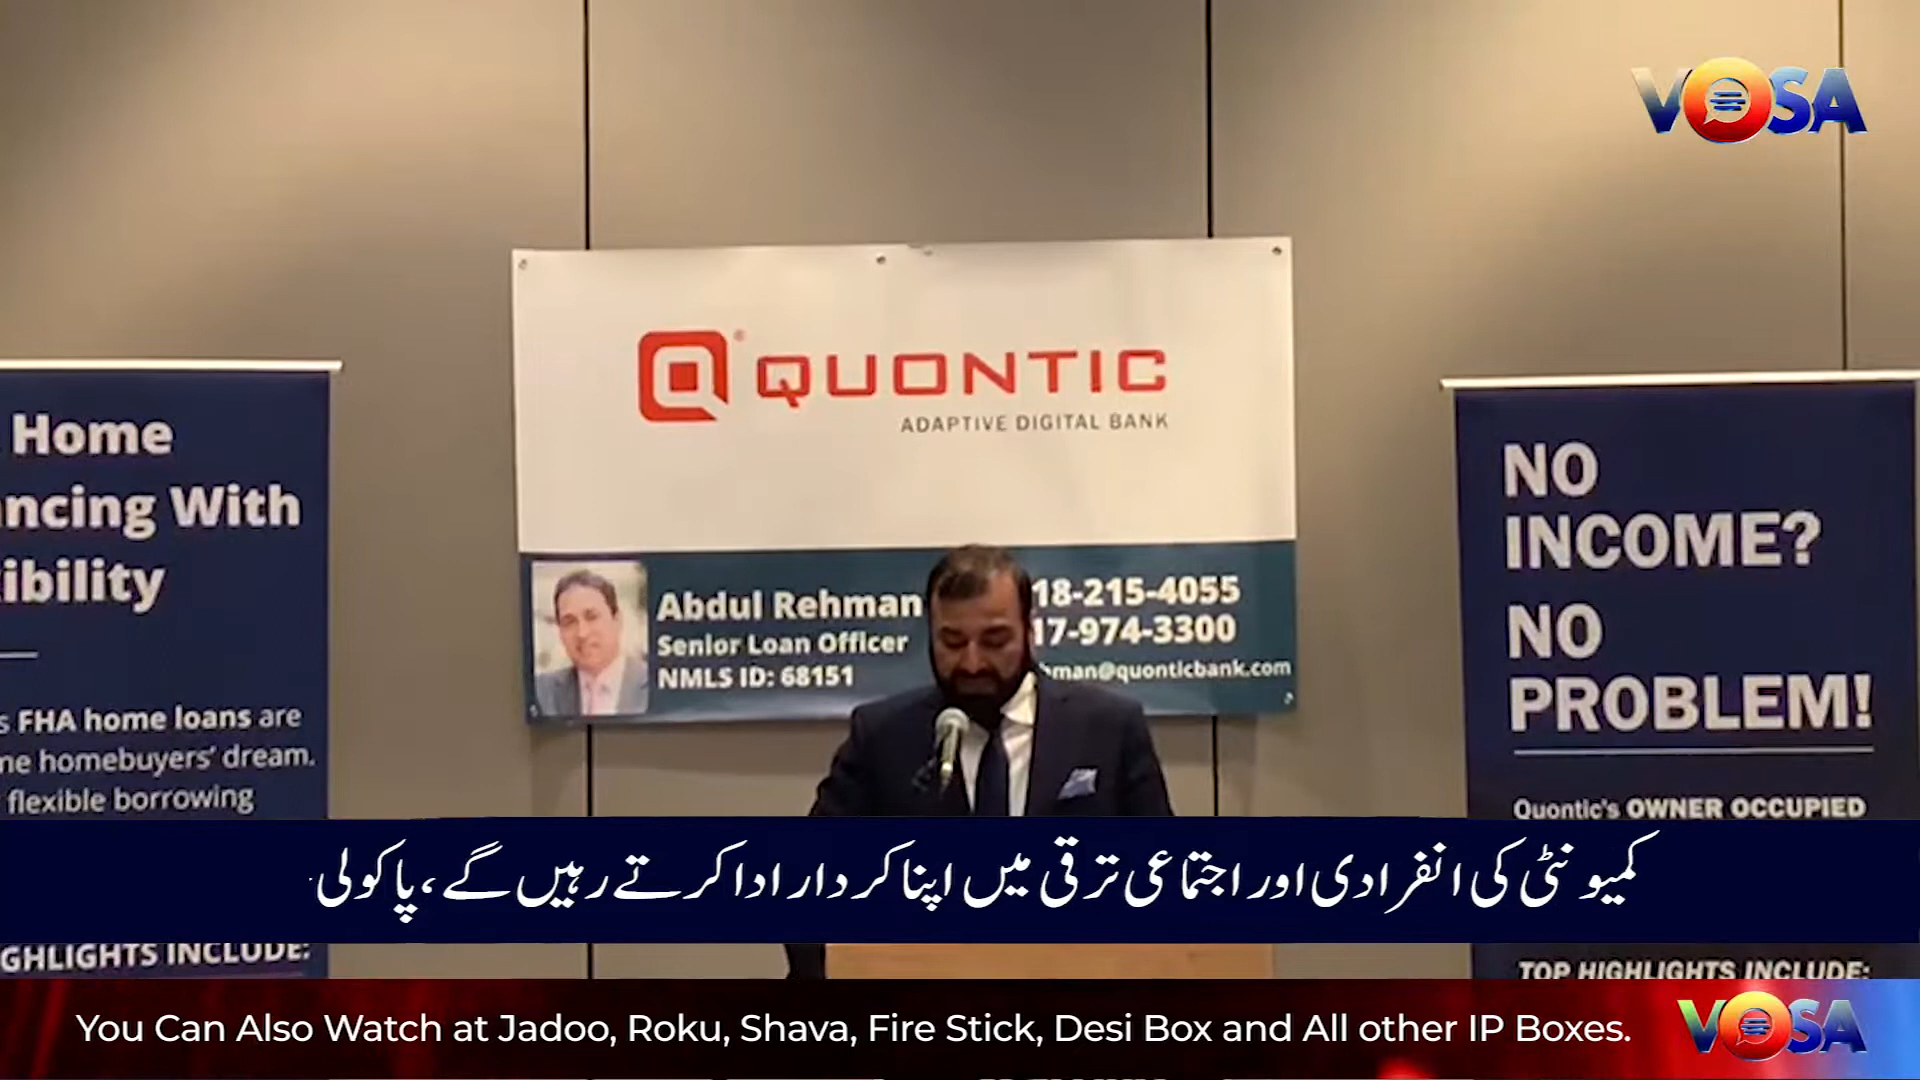 VOSA
QUONTIC
ADAPTIVE DIGITAL BANK
Abdul Rehman
Senior Loan Officer
NMLS ID: 68151
18-215-4055
17-974-3300
hman@quonticbank.com
Home
ncing With
ibility
s FHA home loans are
ne homebuyers' dream.
flexible borrowing
GHLIGHTS INCLUDE:
NO
INCOME?
NO
PROBLEM!
Quontic's OWNER OCCUPIED
TOP HIGHLIGHTS INCLUDE:
کمیونٹی کی انفرادی اور اجتماعی ترقی میں اپنا کردار ادا کرتے رہیں گے، پاکولی
You Can Also Watch at Jadoo, Roku, Shava, Fire Stick, Desi Box and All other IP Boxes.
VOSA